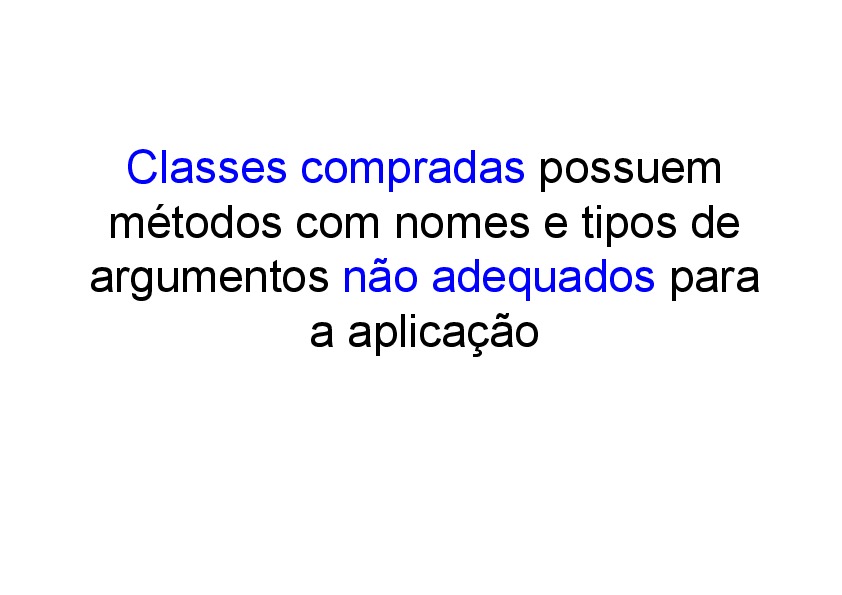 Classes compradas possuem
métodos com nomes e tipos de
argumentos não adequados para
a aplicação